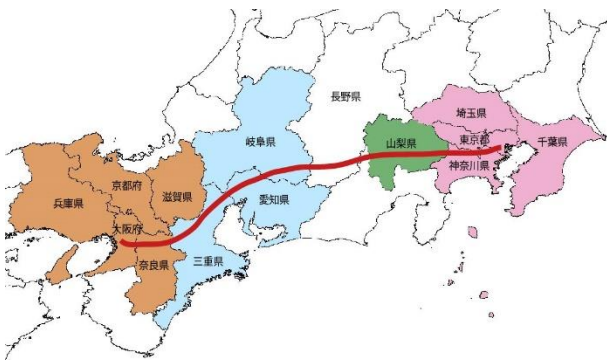 長野県
埼玉県
岐阜県
東京都
千葉県
山梨県
神奈川県
京都府
滋賀県
兵庫県
愛知県
大阪府
奈良県
三重県